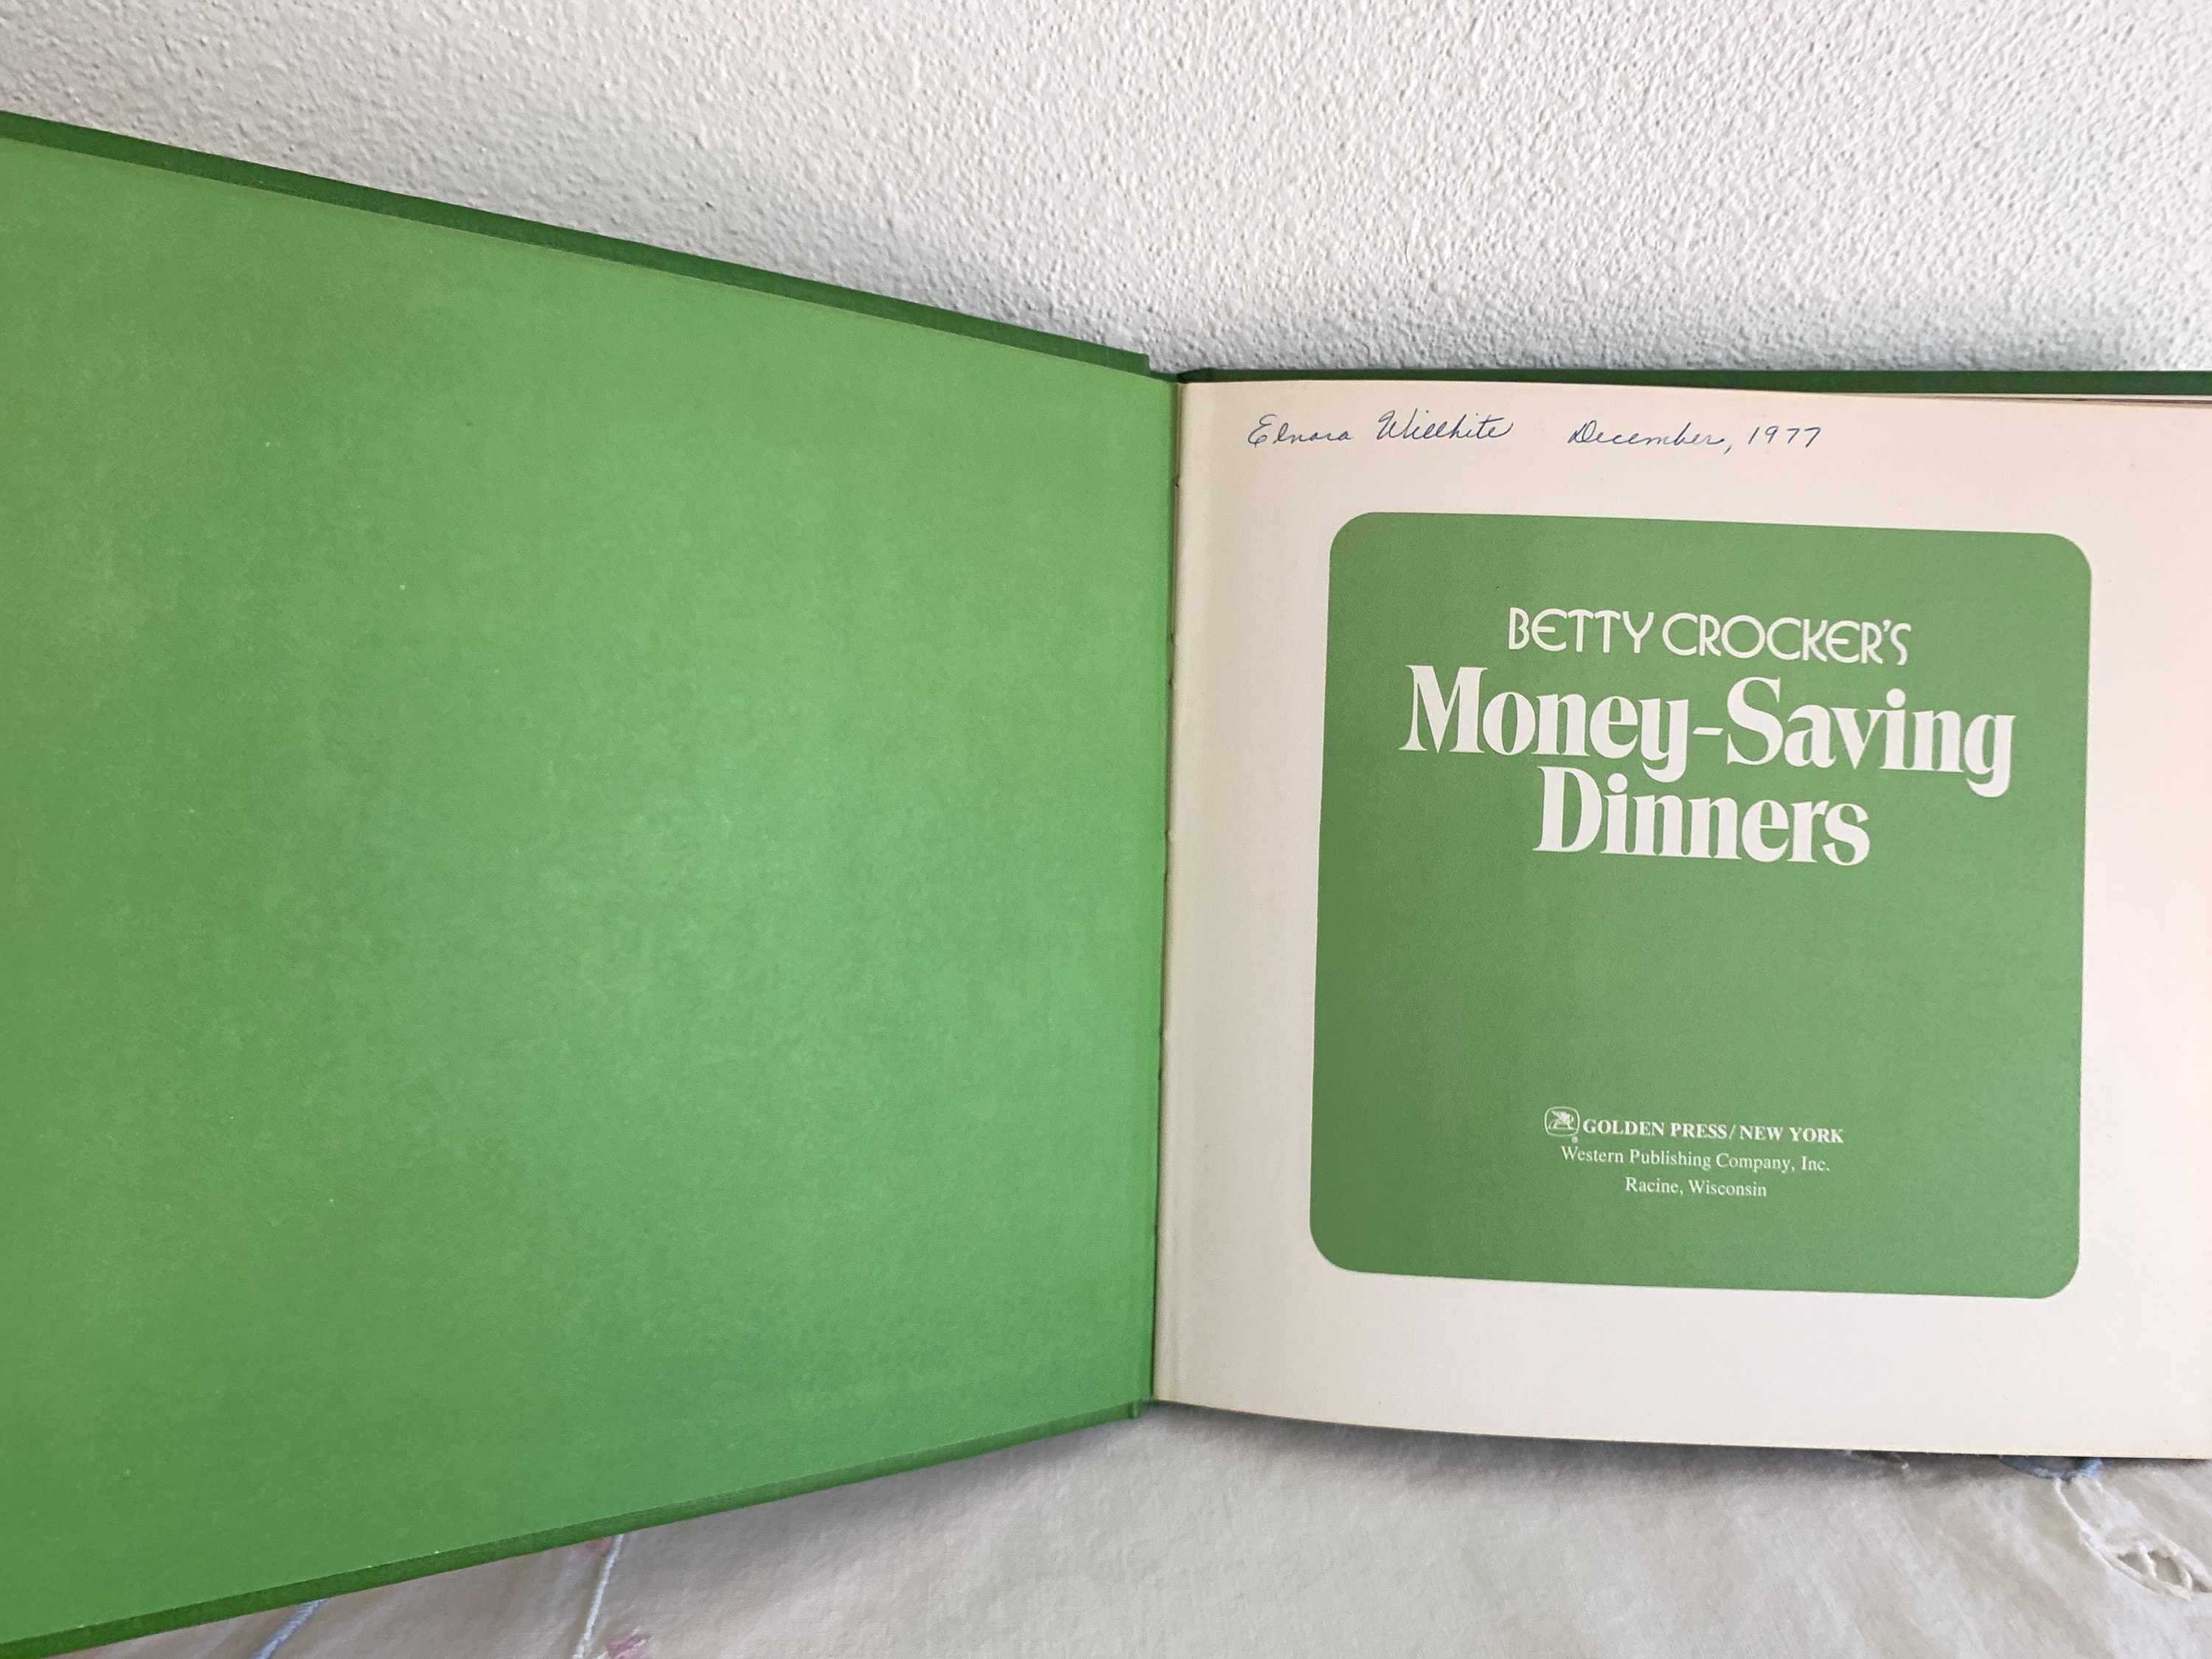 Elnora Willhite December, 1977
BETTY CROCKER'S
Money-Saving
Dinners
GOLDEN PRESS/NEW YORK
Western Publishing Company, Inc.
Racine, Wisconsin